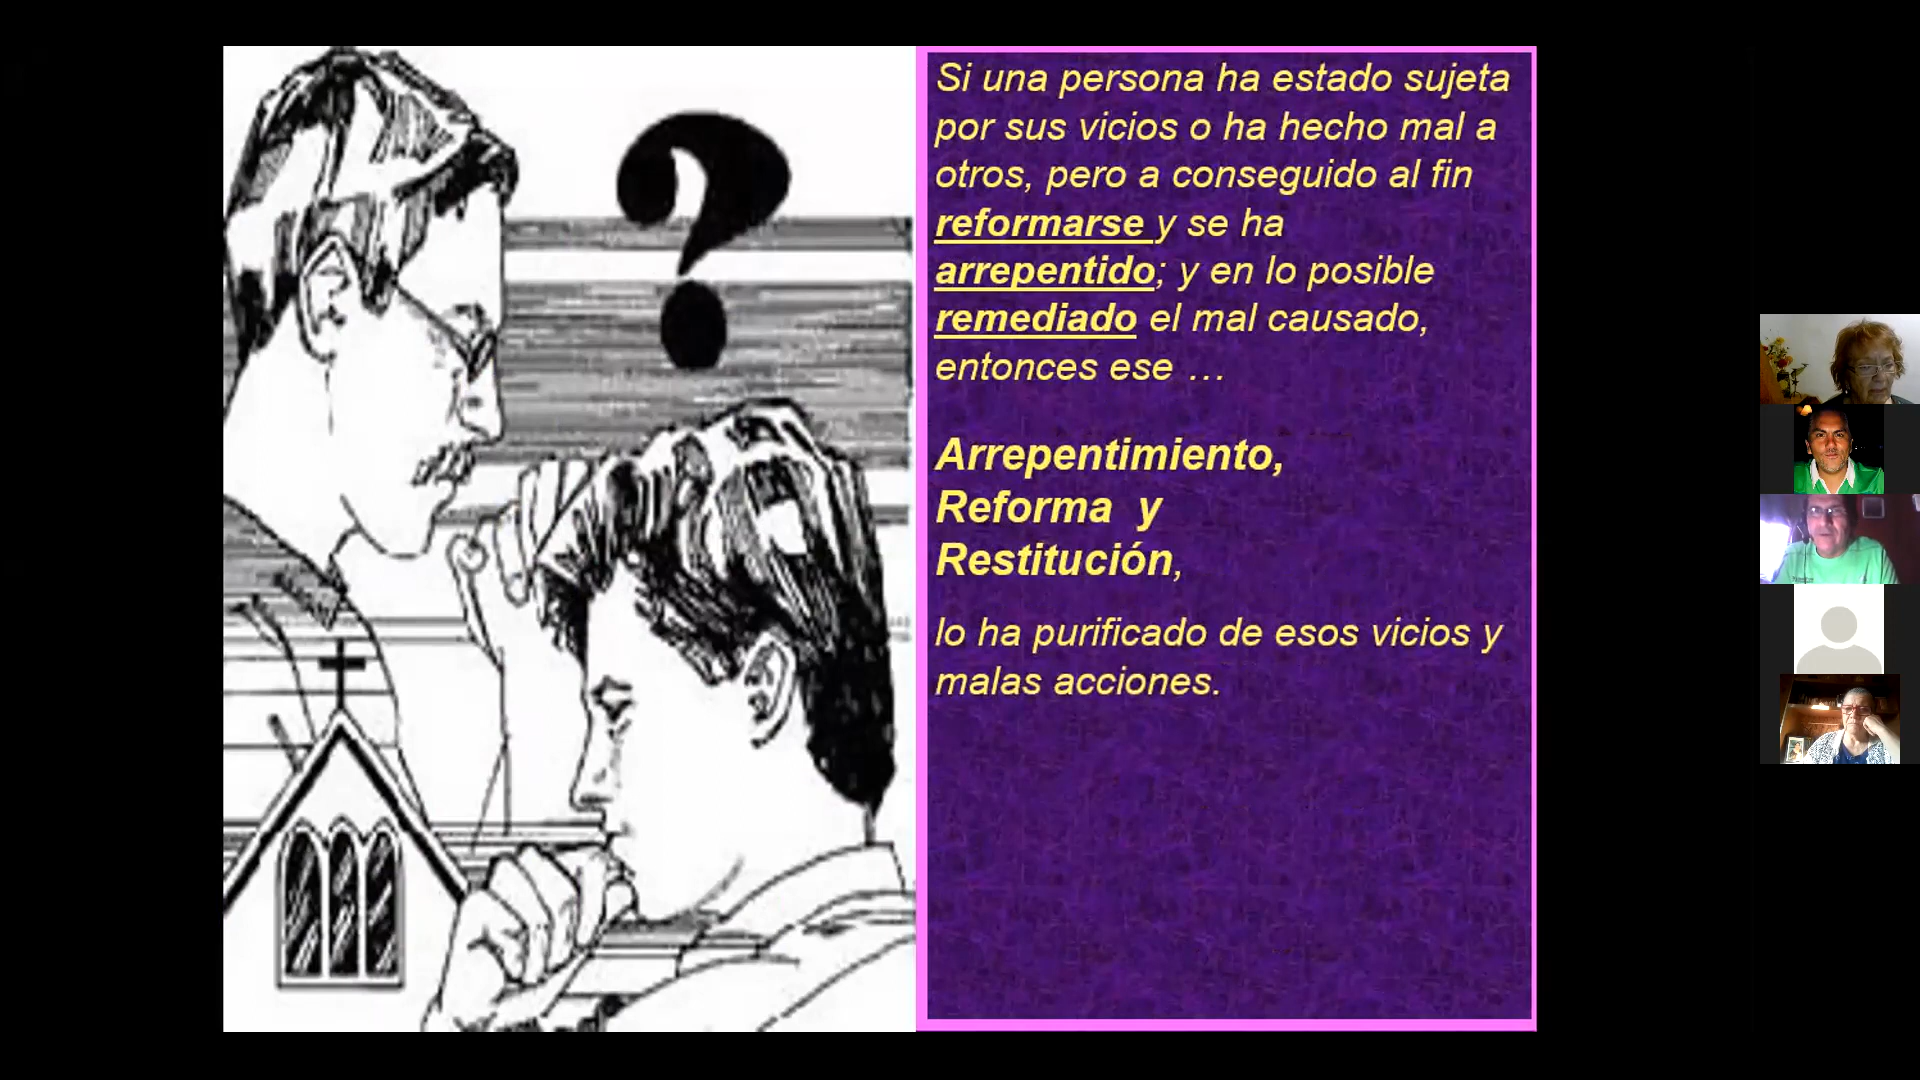 Si una persona ha estado sujeta
por sus vicios o ha hecho mal a
otros, pero a conseguido al fin
reformarse y se ha
arrepentido; y en lo posible
remediado el mal causado,
entonces ese …
Arrepentimiento,
Reforma y
Restitución,
lo ha purificado de esos vicios y
malas acciones.
?